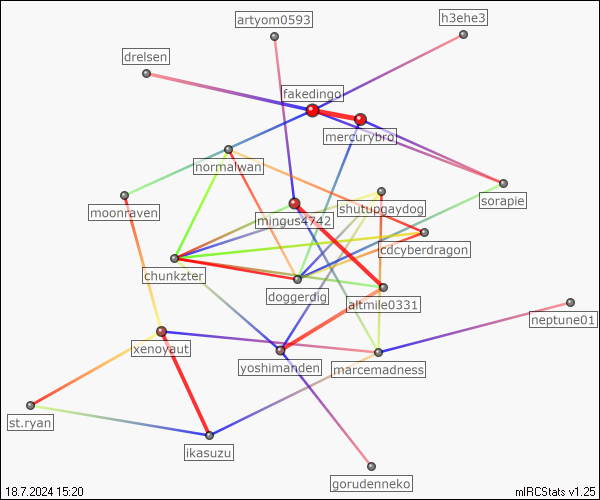 artyom0593
h3ehe3
drelsen
fakedingo
mercurybro
normalwan
sorapie
moonraven
mingus4742
shutupgaydog
cdcyberdragon
chunkzter
doggerdig
altmile0331
neptune01
xenoyaut
yoshimanden
marcemadness
st.ryan
ikasuzu
gorudenneko
18.7.2024 15:20
mIRCStats v1.25